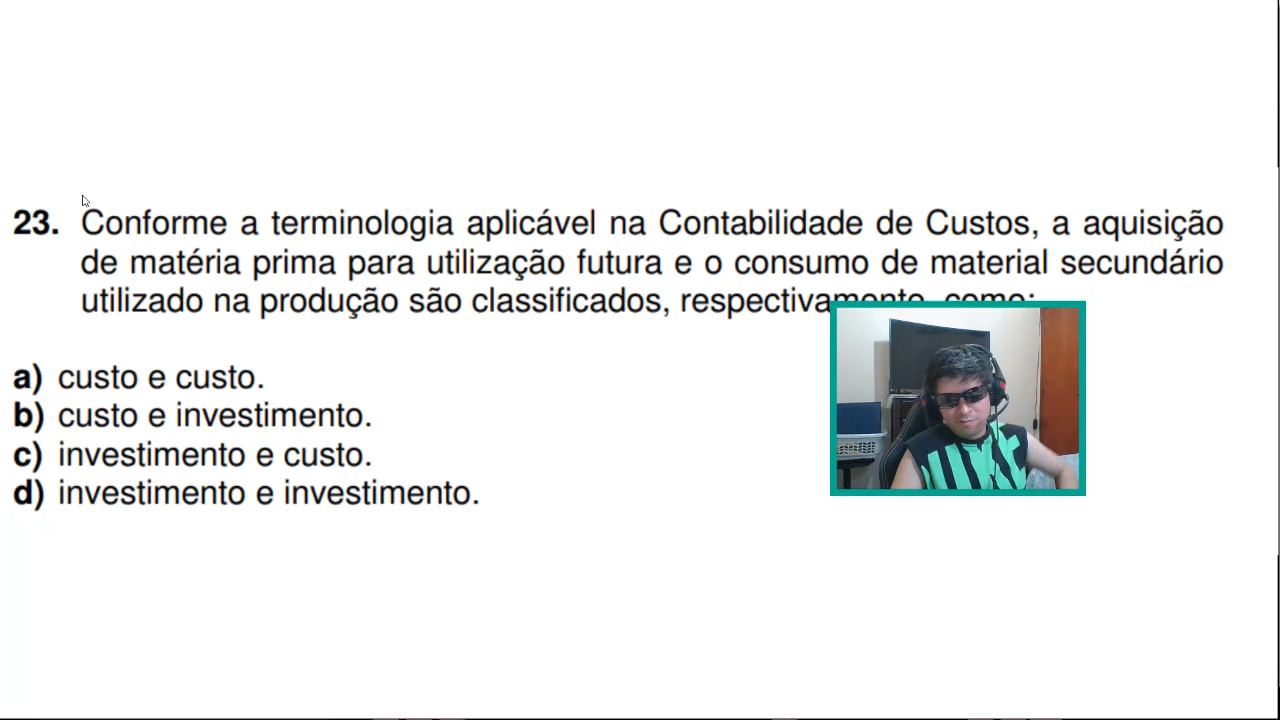 23. Conforme a terminologia aplicável na Contabilidade de Custos, a aquisição
de matéria prima para utilização futura e o consumo de material secundário
utilizado na produção são classificados, respectivamente, como:
a) custo e custo.
b) custo e investimento.
c) investimento e custo.
d) investimento e investimento.